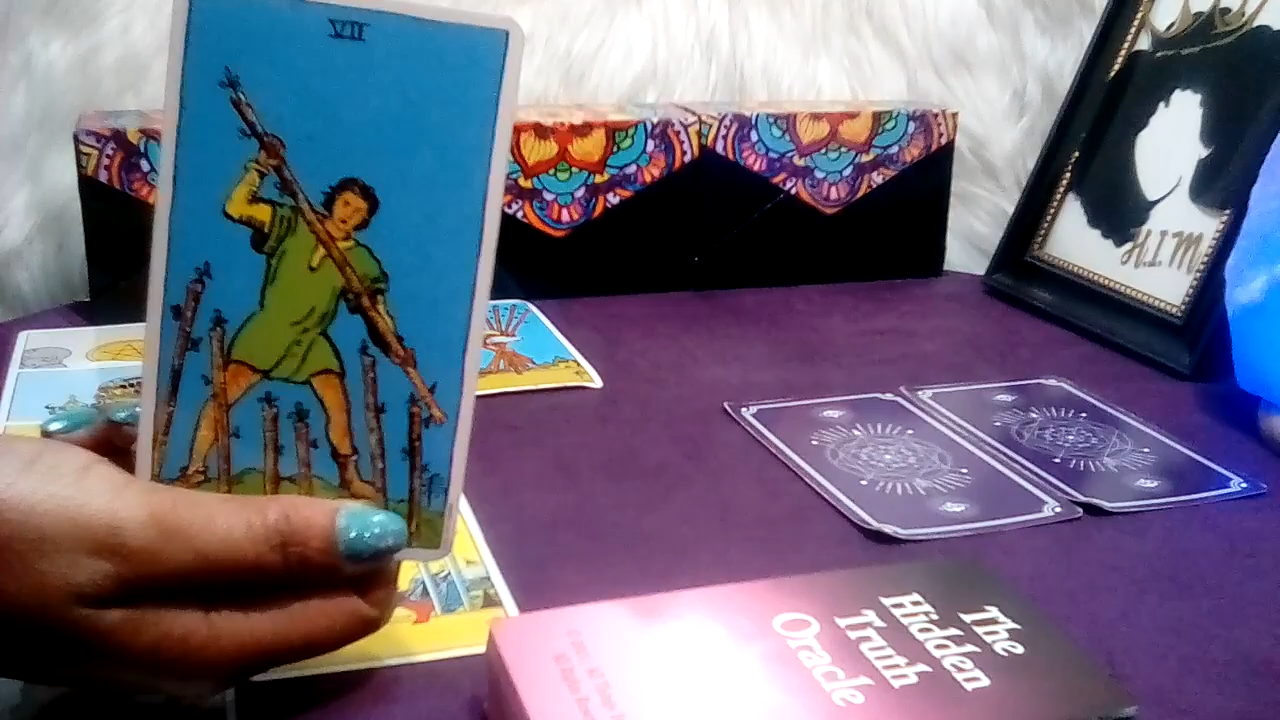 VII
H.I.M
The
Hidden
Truth
Oracle